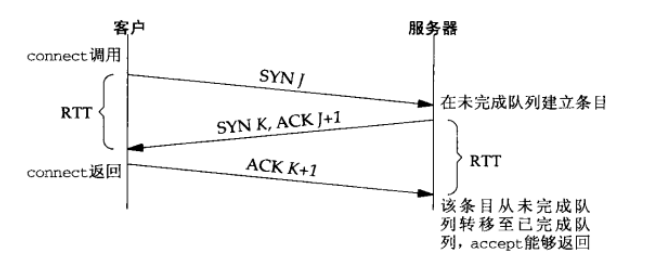 客户
服务器
connect调用
SYN J
在未完成队列建立条目
RTT
SYN K, ACK J+1
connect返回
ACK K+1
RTT
该条目从未完成队
列转移至已完成队
列，accept能够返回